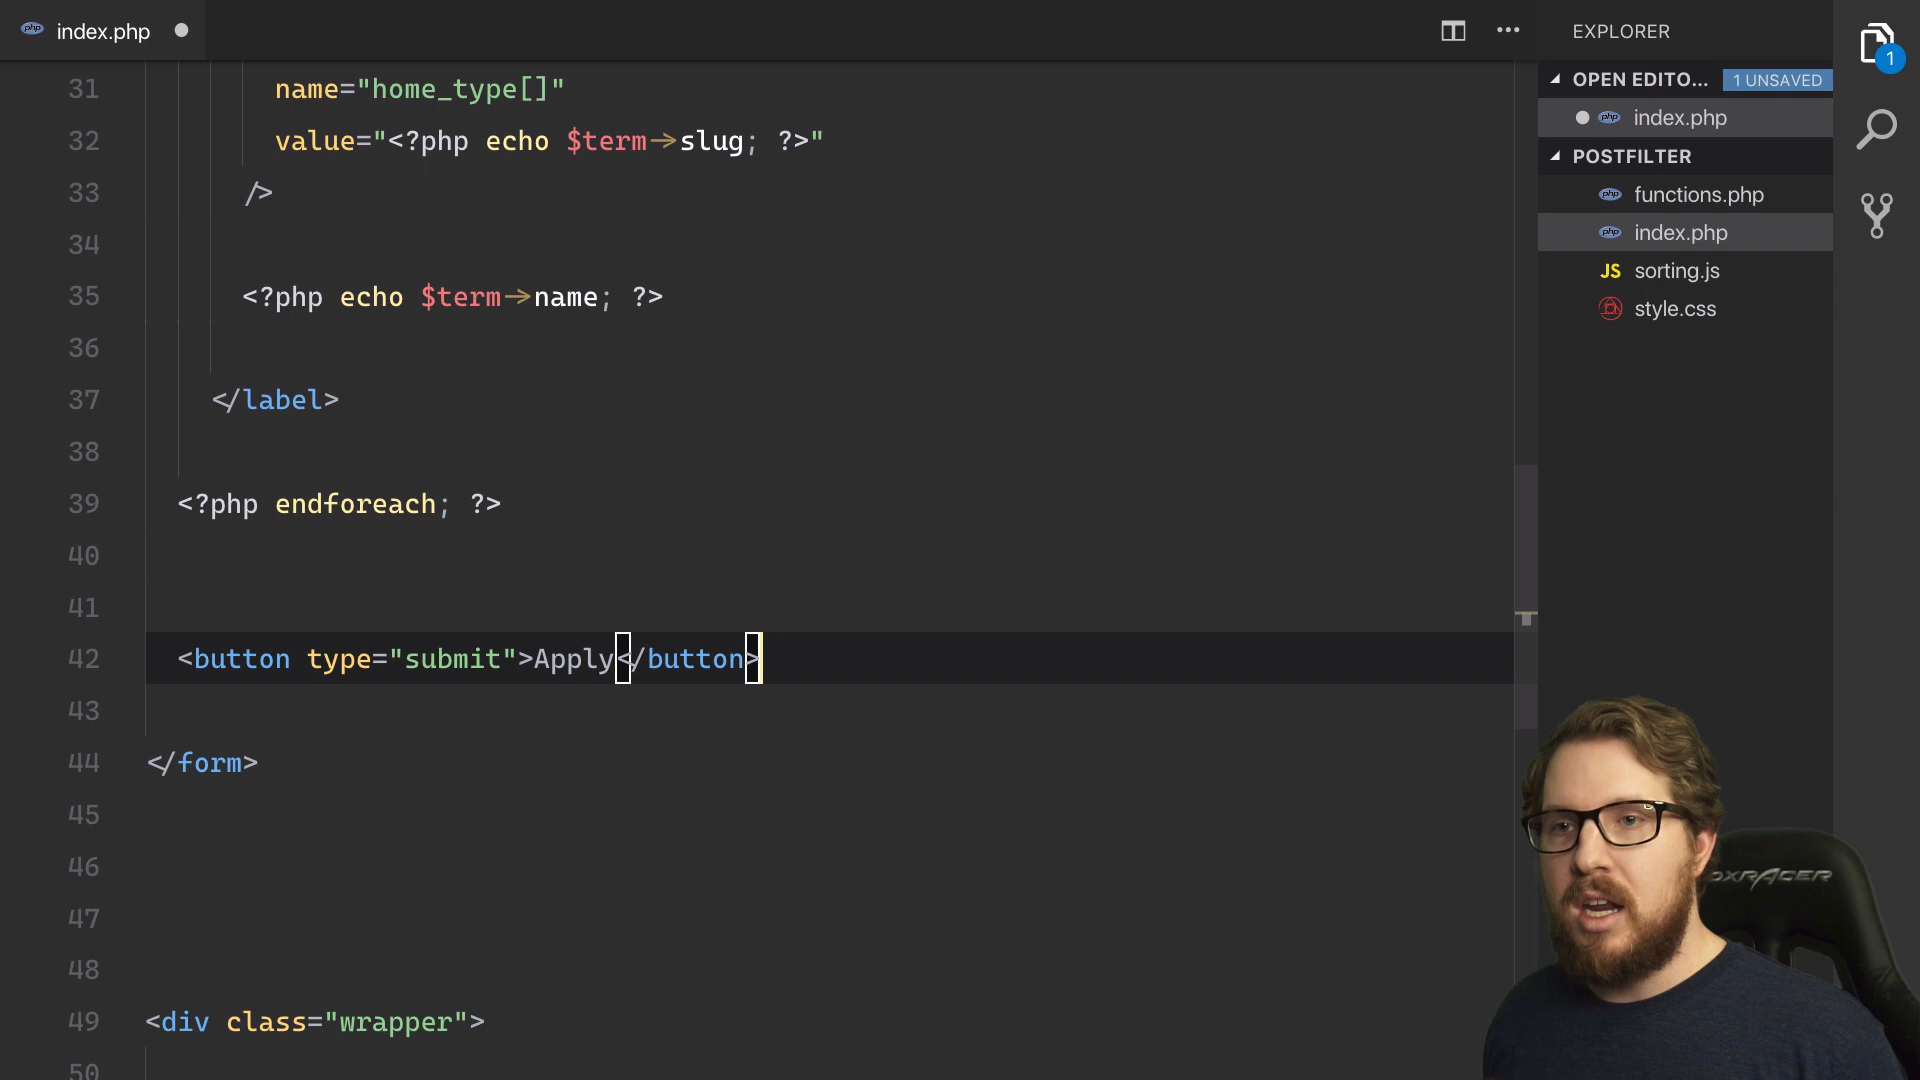 index.php
EXPLORER
OPEN EDITO... 1 UNSAVED
index.php
POSTFILTER
functions.php
index.php
JS sorting.js
style.css
1
31 name="home_type[]"
32 value="<?php echo $term->slug; ?>"
33 />
34
35 <?php echo $term->name; ?>
36
37 </label>
38
39 <?php endforeach; ?>
40
41
42 <button type="submit">Apply</button>
43
44 </form>
45
46
47
48
49 <div class="wrapper">
50
DXRACER